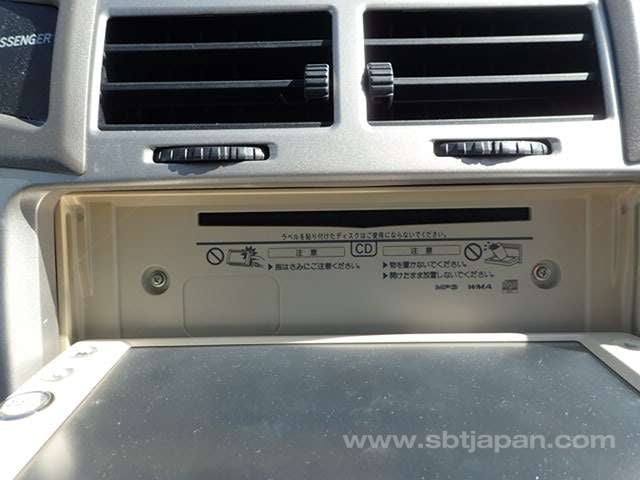 SSENGER
ラベルを貼り付けたディスクはご使用にならないでください。
注意 CD 注意
▶指はさみにご注意ください。
▶物を置かないでください。
▶開けたまま放置しないでください。
MP3 WMA
www.sbtjapan.com